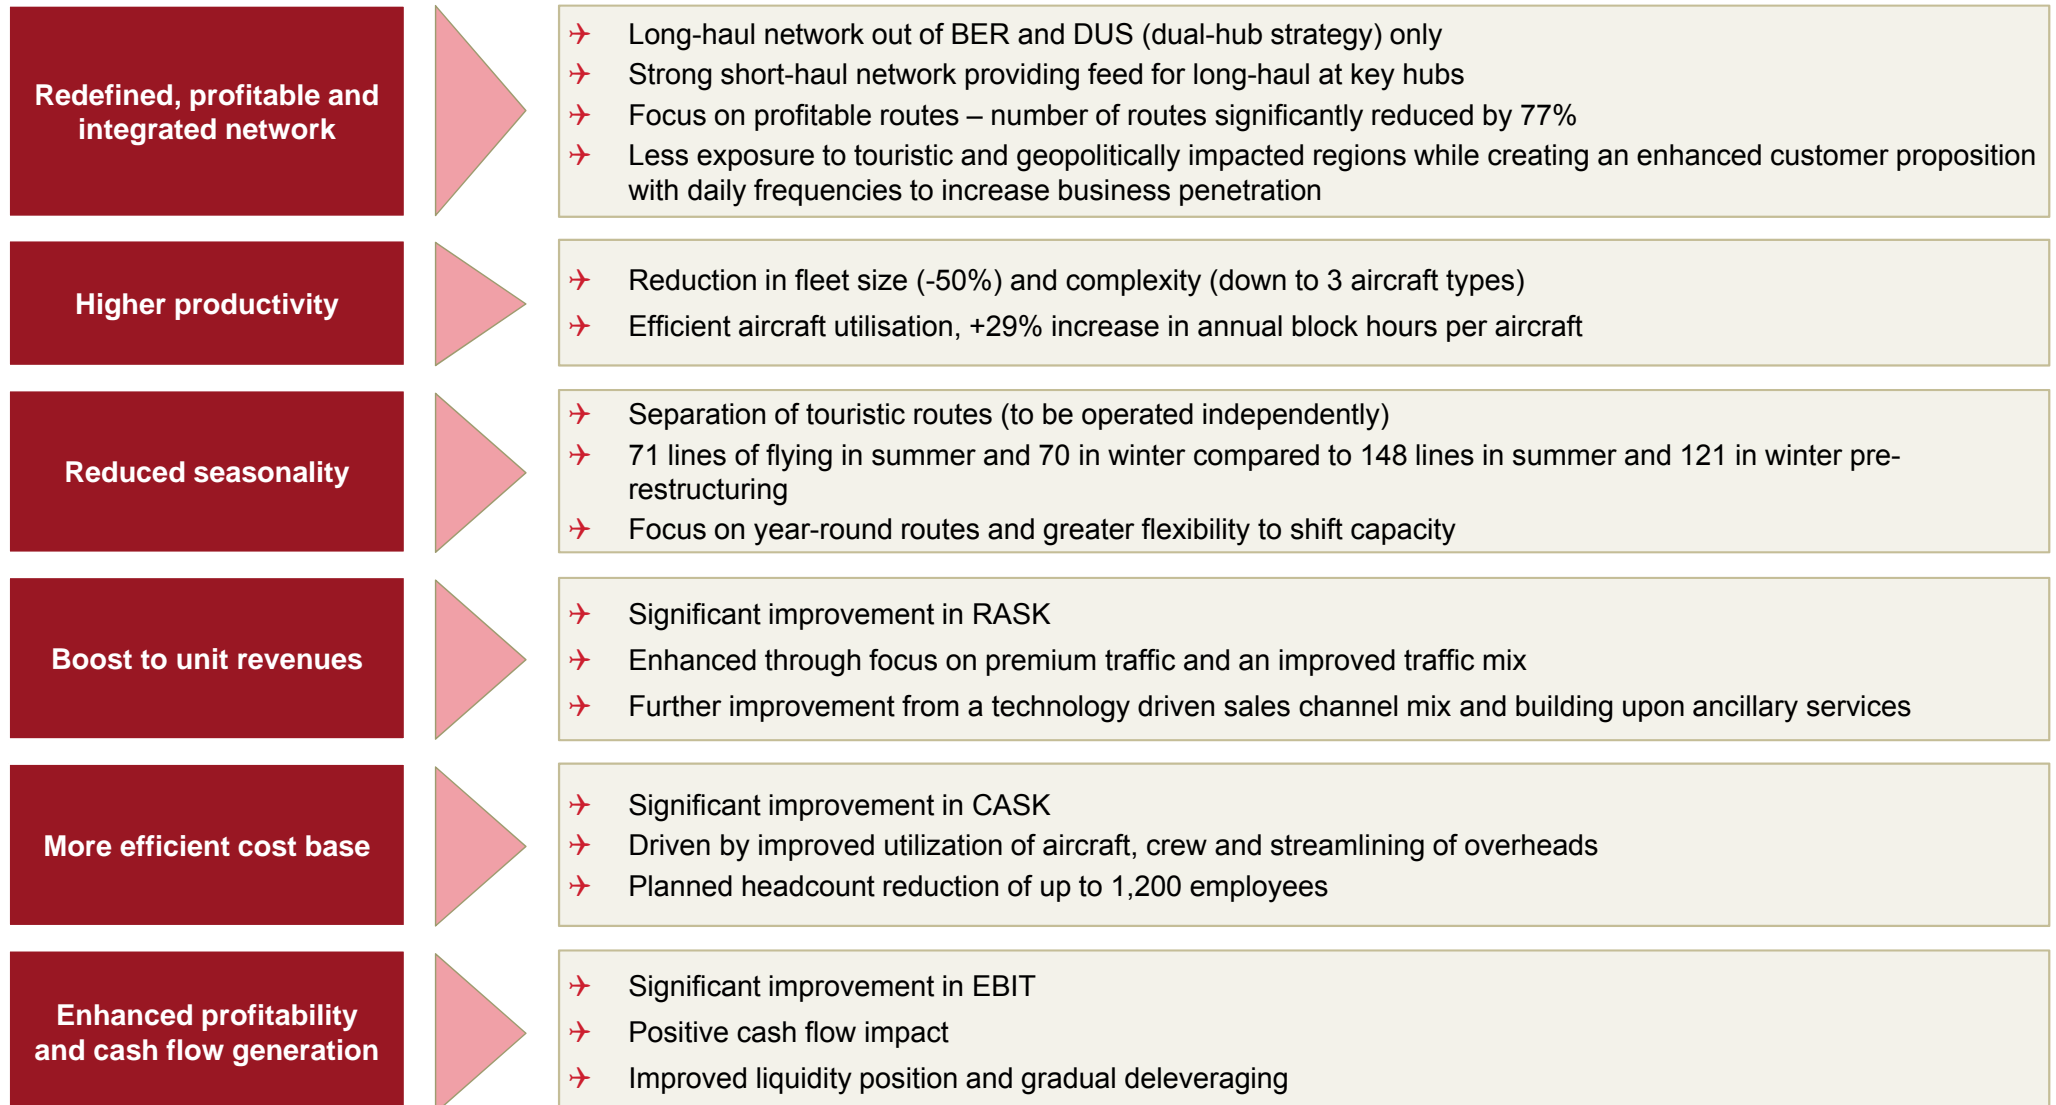 Redefined, profitable and
integrated network
Long-haul network out of BER and DUS (dual-hub strategy) only
Strong short-haul network providing feed for long-haul at key hubs
Focus on profitable routes – number of routes significantly reduced by 77%
Less exposure to touristic and geopolitically impacted regions while creating an enhanced customer proposition
with daily frequencies to increase business penetration
Higher productivity
Reduction in fleet size (-50%) and complexity (down to 3 aircraft types)
Efficient aircraft utilisation, +29% increase in annual block hours per aircraft
Reduced seasonality
Separation of touristic routes (to be operated independently)
71 lines of flying in summer and 70 in winter compared to 148 lines in summer and 121 in winter pre-
restructuring
Focus on year-round routes and greater flexibility to shift capacity
Boost to unit revenues
Significant improvement in RASK
Enhanced through focus on premium traffic and an improved traffic mix
Further improvement from a technology driven sales channel mix and building upon ancillary services
More efficient cost base
Significant improvement in CASK
Driven by improved utilization of aircraft, crew and streamlining of overheads
Planned headcount reduction of up to 1,200 employees
Enhanced profitability
and cash flow generation
Significant improvement in EBIT
Positive cash flow impact
Improved liquidity position and gradual deleveraging